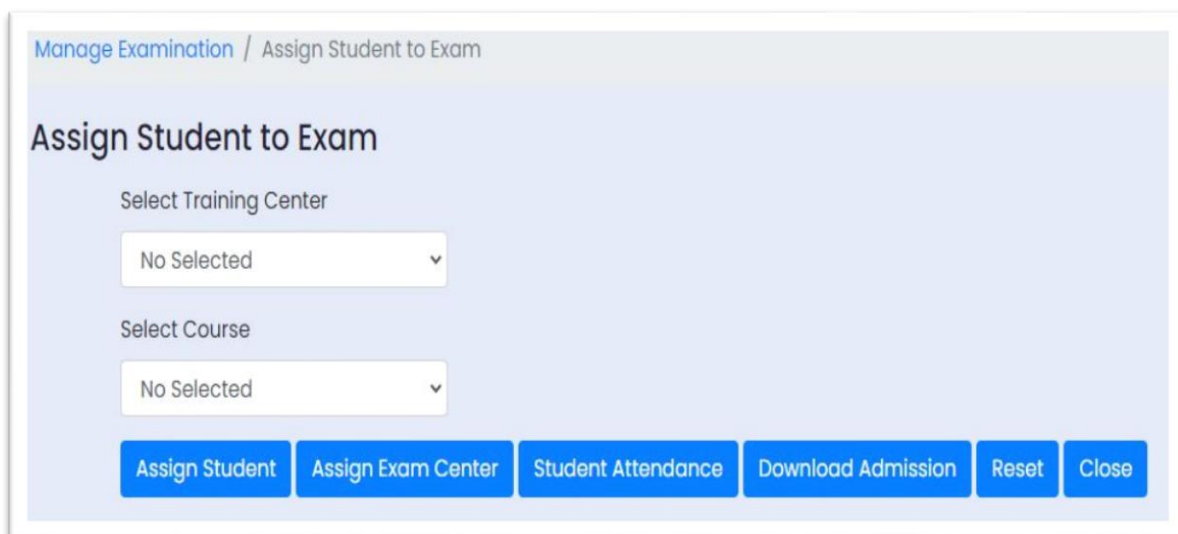 Manage Examination / Assign Student to Exam
Assign Student to Exam
Select Training Center
No Selected
Select Course
No Selected
Assign Student Assign Exam Center Student Attendance Download Admission Reset Close